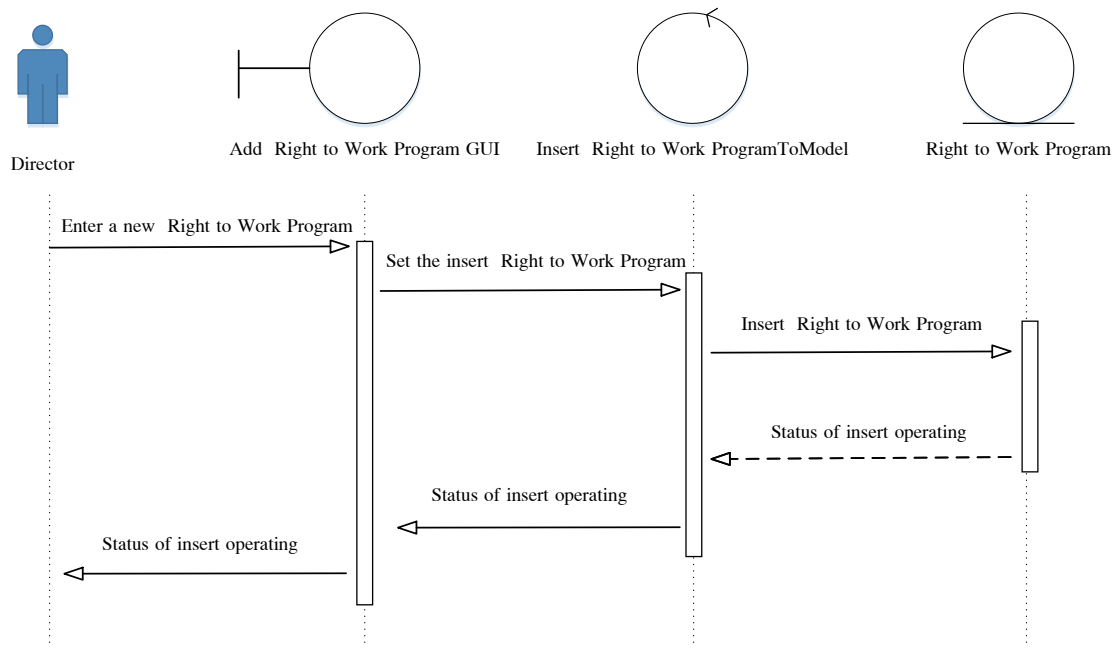 Director
Add Right to Work Program GUI
Insert Right to Work ProgramToModel
Right to Work Program
Enter a new Right to Work Program
Set the insert Right to Work Program
Insert Right to Work Program
Status of insert operating
Status of insert operating
Status of insert operating